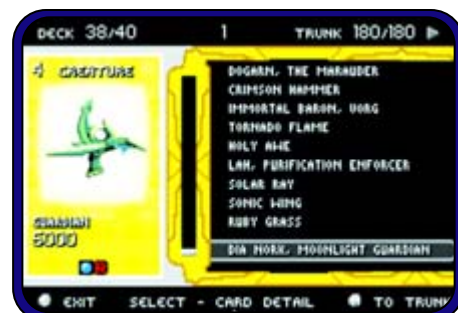 DECK 38/40 1 TRUNK 180/180
4 CREATURE
DOGARN, THE MARAUDER
CRIMSON HAMMER
IMMORTAL BARON, VORG
TORNADO FLAME
HOLY AWE
LAH, PURIFICATION ENFORCER
SOLAR RAY
SONIC WING
RUBY GRASS
DIA NORK, MOONLIGHT GUARDIAN
GUARDIAN
5000
EXIT SELECT - CARD DETAIL TO TRUNK